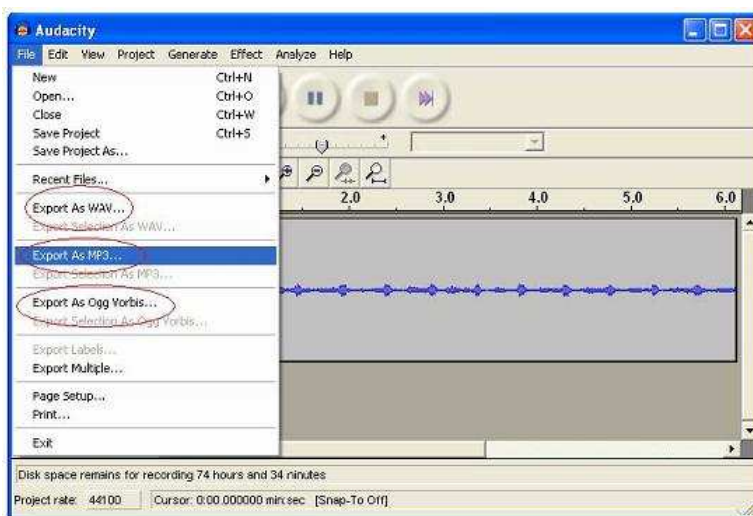 Audacity
File Edit View Project Generate Effect Analyze Help
New Ctrl+N
Open... Ctrl+O
Close Ctrl+W
Save Project Ctrl+S
Save Project As...
Recent Files...
Export As WAV...
Export Selection As WAV...
Export As MP3...
Export Selection As MP3...
Export As Ogg Vorbis...
Export Selection As Ogg Vorbis...
Export Labels...
Export Multiple...
Page Setup...
Print...
Exit
2.0 3.0 4.0 5.0 6.0
Disk space remains for recording 74 hours and 34 minutes
Project rate: 44100 Cursor: 0:00.000000 min:sec [Snap-To Off]